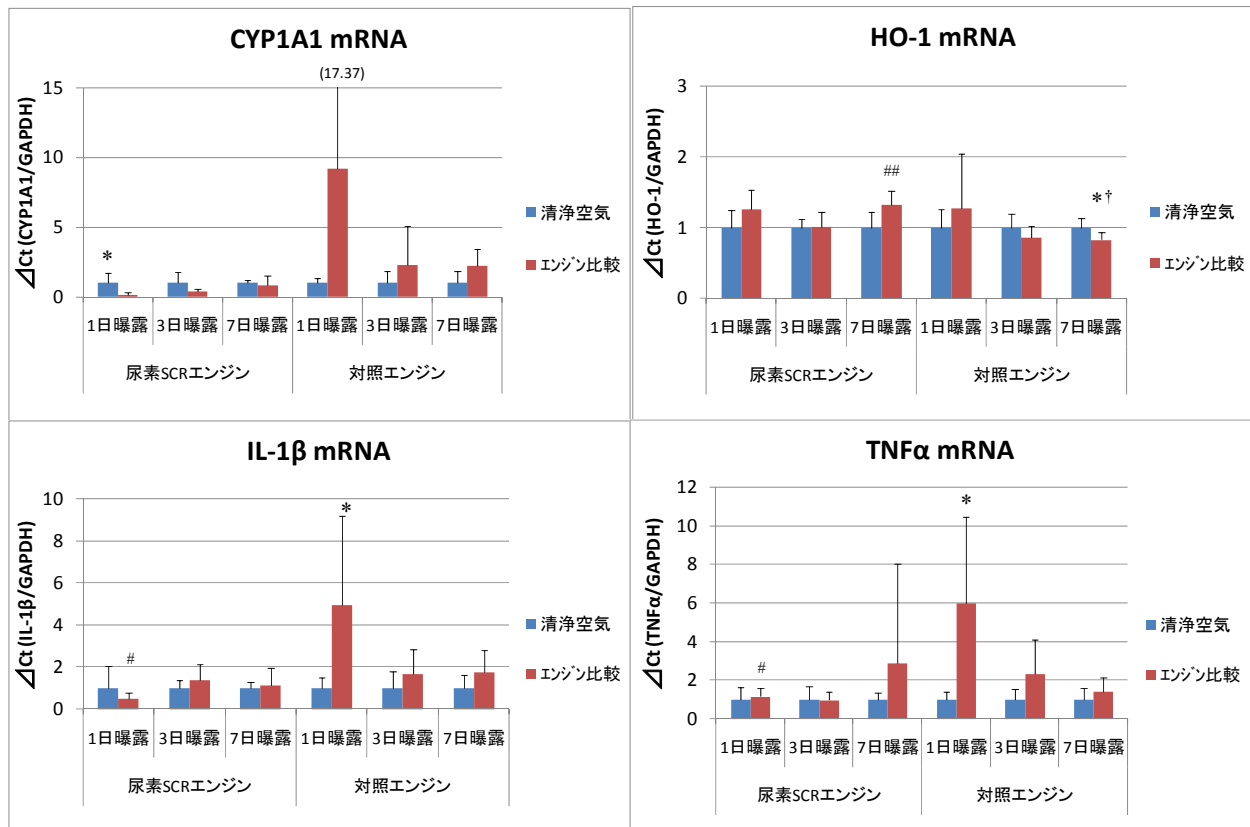 CYP1A1 mRNA
(17.37)
⊿Ct (CYP1A1/GAPDH)
15
10
5
0
*
清浄空気
ｴﾝｼﾞﾝ比較
1日曝露 3日曝露 7日曝露 1日曝露 3日曝露 7日曝露
尿素SCRエンジン 対照エンジン
HO-1 mRNA
⊿Ct (HO-1/GAPDH)
3
2
1
0
##
*†
清浄空気
ｴﾝｼﾞﾝ比較
1日曝露 3日曝露 7日曝露 1日曝露 3日曝露 7日曝露
尿素SCRエンジン 対照エンジン
IL-1β mRNA
⊿Ct (IL-1β/GAPDH)
10
8
6
4
2
0
#
*
清浄空気
ｴﾝｼﾞﾝ比較
1日曝露 3日曝露 7日曝露 1日曝露 3日曝露 7日曝露
尿素SCRエンジン 対照エンジン
TNFα mRNA
⊿Ct (TNFα/GAPDH)
12
10
8
6
4
2
0
#
*
清浄空気
ｴﾝｼﾞﾝ比較
1日曝露 3日曝露 7日曝露 1日曝露 3日曝露 7日曝露
尿素SCRエンジン 対照エンジン